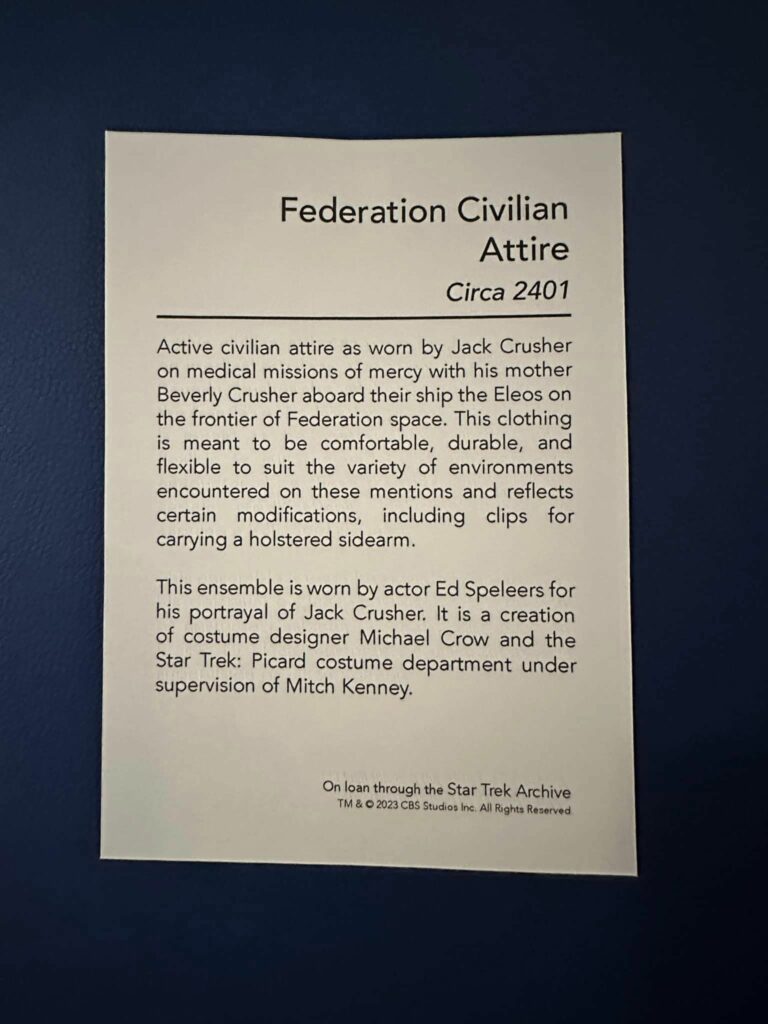 Federation Civilian
Attire
Circa 2401
Active civilian attire as worn by Jack Crusher
on medical missions of mercy with his mother
Beverly Crusher aboard their ship the Eleos on
the frontier of Federation space. This clothing
is meant to be comfortable, durable, and
flexible to suit the variety of environments
encountered on these mentions and reflects
certain modifications, including clips for
carrying a holstered sidearm.
This ensemble is worn by actor Ed Speleers for
his portrayal of Jack Crusher. It is a creation
of costume designer Michael Crow and the
Star Trek: Picard costume department under
supervision of Mitch Kenney.
On loan through the Star Trek Archive
TM & © 2023 CBS Studios Inc. All Rights Reserved